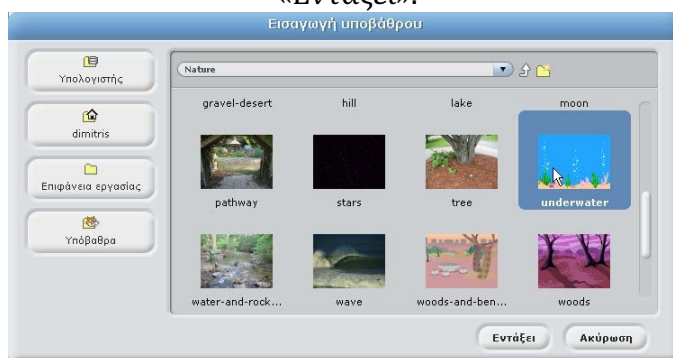 «Εντάξει».
Εισαγωγή υποβάθρου
Υπολογιστής
dimitris
Επιφάνεια εργασίας
Υπόβαθρα
Nature
gravel-desert hill lake moon
pathway stars tree underwater
water-and-rock... wave woods-and-ben... woods
Εντάξει Ακύρωση